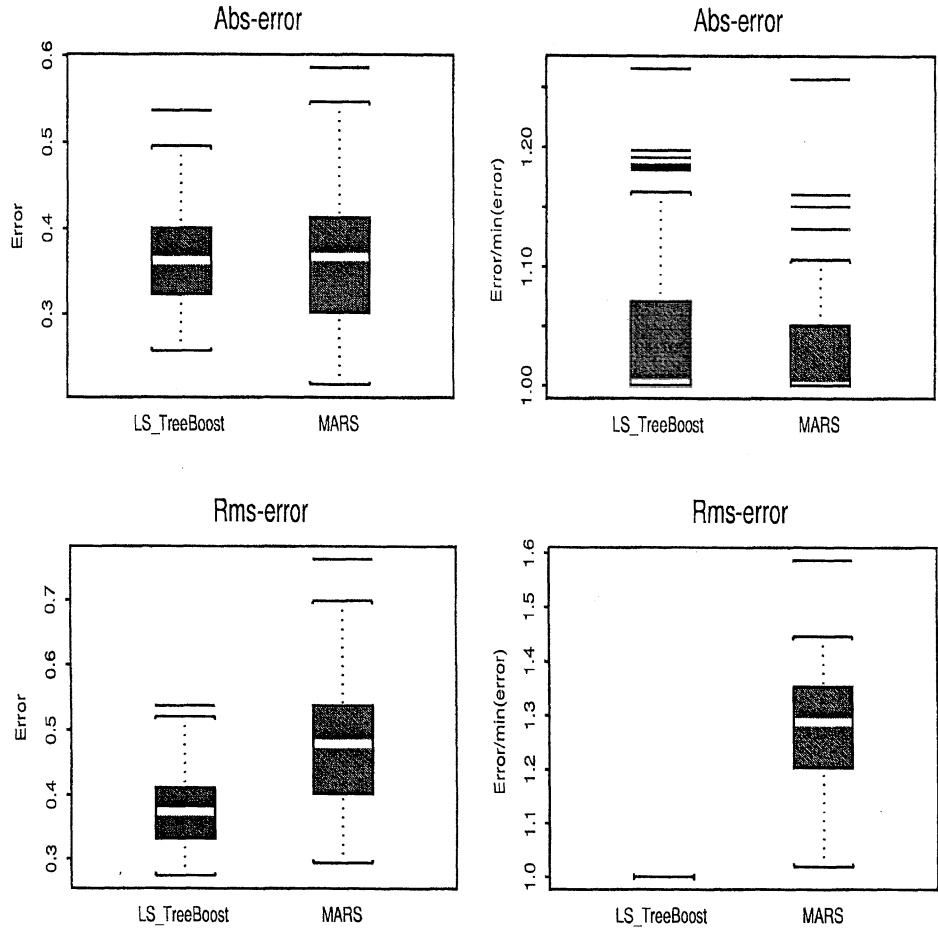 Abs-error
Error
0.6
0.5
0.4
0.3
LS_TreeBoost MARS
Abs-error
Error/min(error)
1.20
1.10
1.00
LS_TreeBoost MARS
Rms-error
Error
0.7
0.6
0.5
0.4
0.3
LS_TreeBoost MARS
Rms-error
Error/min(error)
1.6
1.5
1.4
1.3
1.2
1.1
1.0
LS_TreeBoost MARS